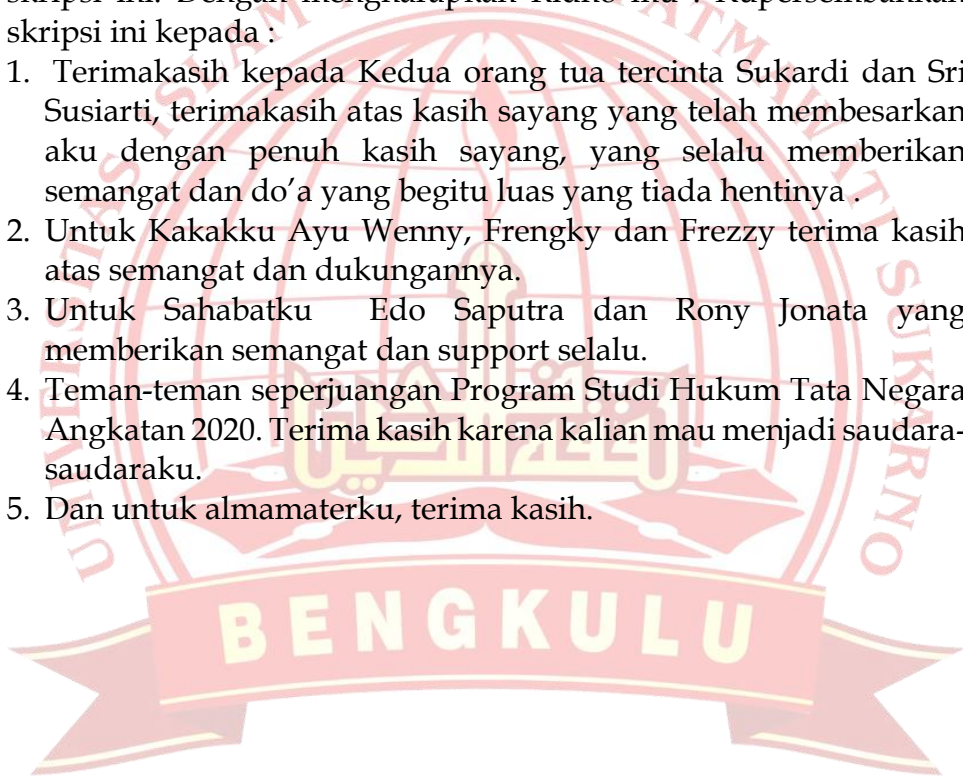 skripsi ini. Dengan mengharapkan Ridho-mu . Kupersembahkan
skripsi ini kepada :
1. Terimakasih kepada Kedua orang tua tercinta Sukardi dan Sri
Susiarti, terimakasih atas kasih sayang yang telah membesarkan
aku dengan penuh kasih sayang, yang selalu memberikan
semangat dan do’a yang begitu luas yang tiada hentinya .
2. Untuk Kakakku Ayu Wenny, Frengky dan Frezzy terima kasih
atas semangat dan dukungannya.
3. Untuk Sahabatku Edo Saputra dan Rony Jonata yang
memberikan semangat dan support selalu.
4. Teman-teman seperjuangan Program Studi Hukum Tata Negara
Angkatan 2020. Terima kasih karena kalian mau menjadi saudara-
saudaraku.
5. Dan untuk almamaterku, terima kasih.
UNIVERSITAS ISLAM FATMAWATI SUKARNO
BENGKULU